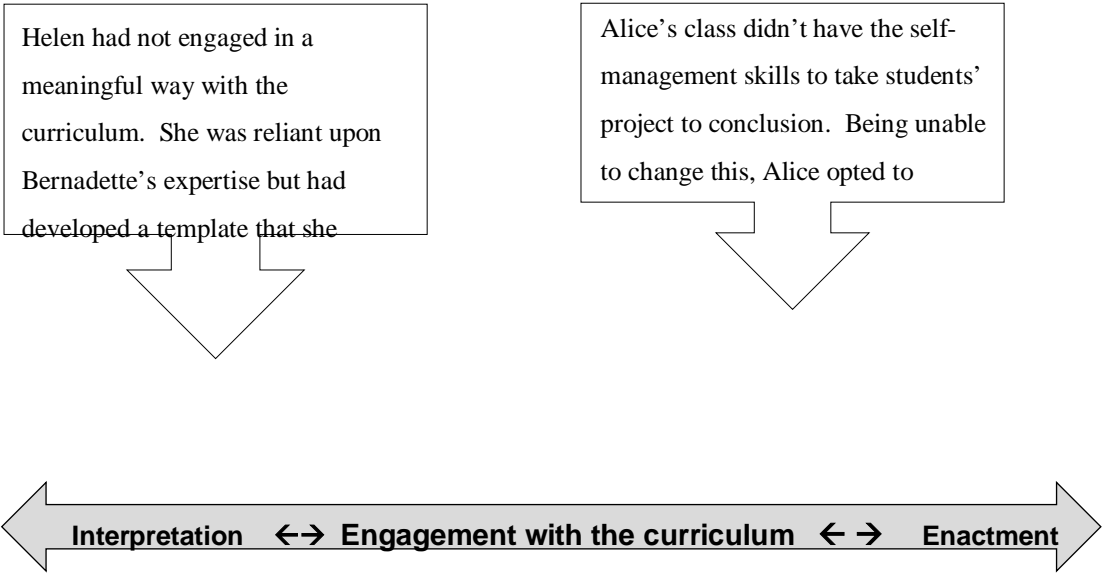 Helen had not engaged in a
meaningful way with the
curriculum. She was reliant upon
Bernadette’s expertise but had
developed a template that she
Alice’s class didn’t have the self-
management skills to take students’
project to conclusion. Being unable
to change this, Alice opted to
Interpretation ←→ Engagement with the curriculum ← → Enactment